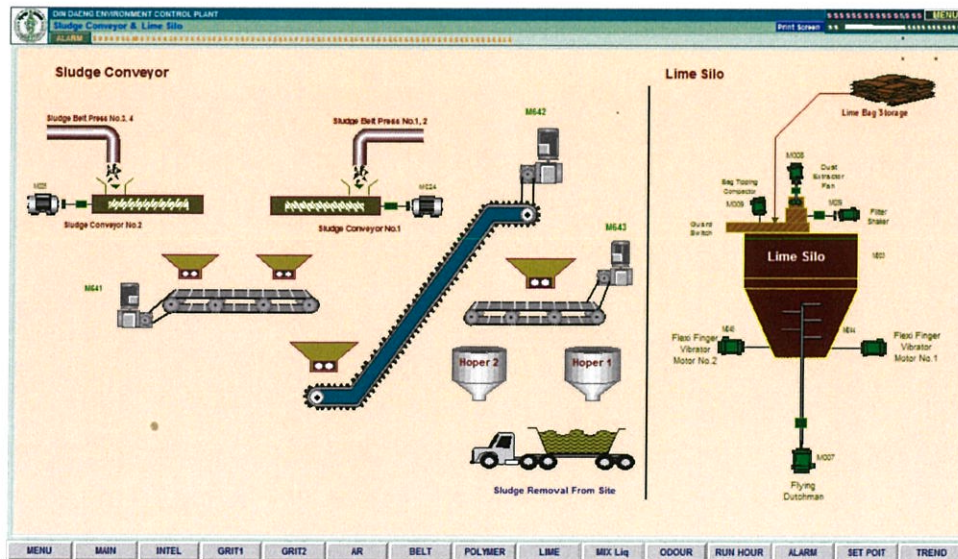 DIN DAENG ENVIRONMENT CONTROL PLANT
MENU
Sludge Conveyor & Lime Silo
Print Screen
ALARM
Sludge Conveyor
Lime Silo
Sludge Belt Press No.3, 4
Sludge Belt Press No.1, 2
M642
Lime Bag Storage
M024
Dust Extractor Fan
Bag Tipping Compactor
M009
Filter Shaker
Guard Switch
Sludge Conveyor No.2
Sludge Conveyor No.1
M643
Lime Silo
M641
Flexi Finger Vibrator Motor No.2
Flexi Finger Vibrator Motor No.1
Hoper 2
Hoper 1
M007
Flying Dutchman
Sludge Removal From Site
MENU
MAIN
INTEL
GRIT1
GRIT2
AR
BELT
POLYMER
LIME
MIX Liq
ODOUR
RUN HOUR
ALARM
SET POIT
TREND